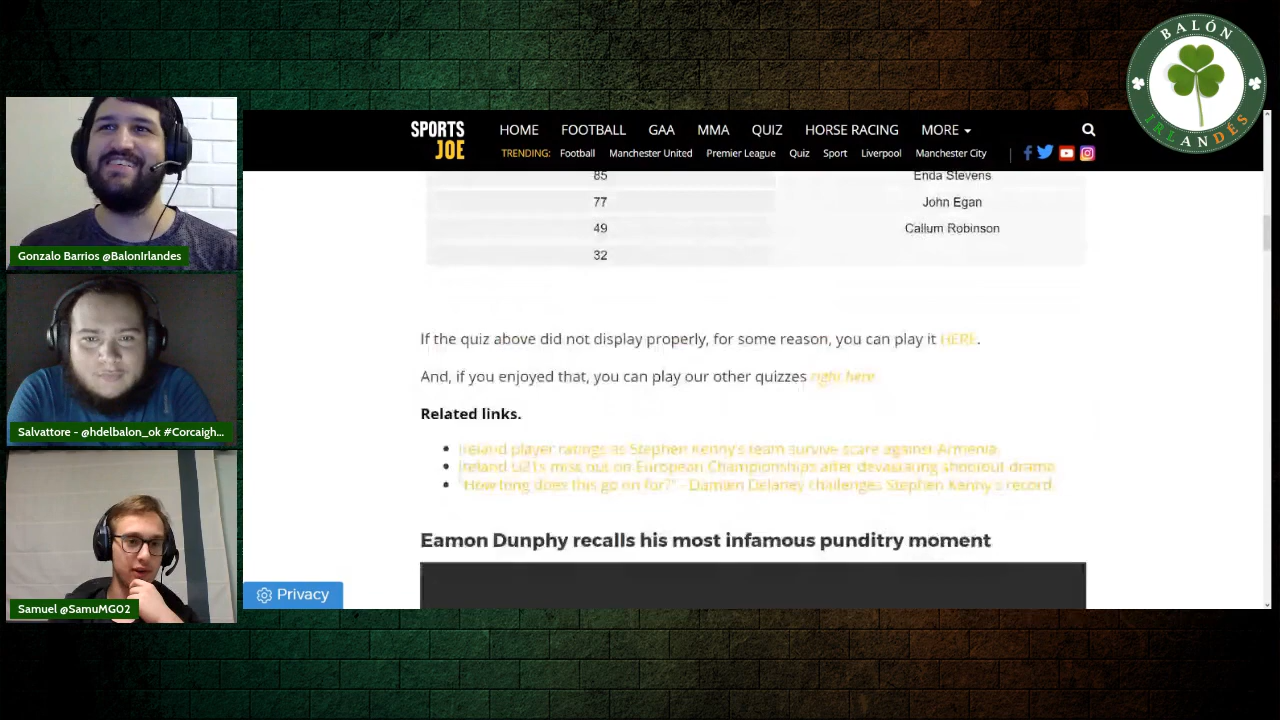 BALÓN
IRLANDÉS
SPORTS
JOE
HOME FOOTBALL GAA MMA QUIZ HORSE RACING MORE
TRENDING: Football Manchester United Premier League Quiz Sport Liverpool Manchester City
85 Enda Stevens
77 John Egan
49 Callum Robinson
32
If the quiz above did not display properly, for some reason, you can play it HERE.
And, if you enjoyed that, you can play our other quizzes right here
Related links.
Ireland player ratings as Stephen Kenny's team survive scare against Armenia
Ireland U21s miss out on European Championships after devastating shootout drama
"How long does this go on for?" - Damien Delaney challenges Stephen Kenny's record
Eamon Dunphy recalls his most infamous punditry moment
Privacy
Gonzalo Barrios @BalonIrlandes
Salvattore - @hdelbalon_ok #Corcaigh...
Samuel @SamuMG02